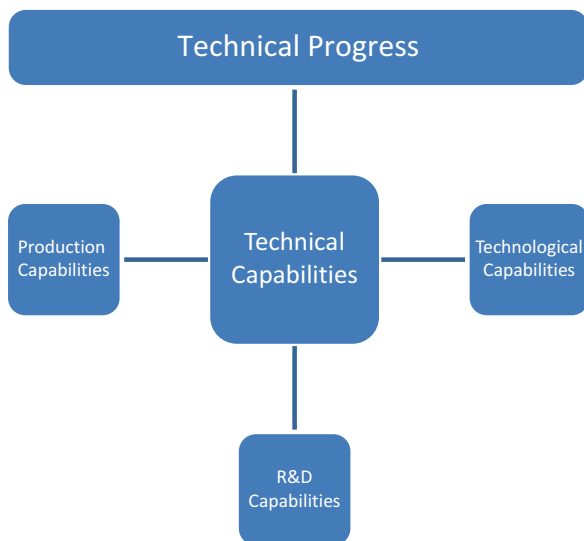 Technical Progress
Production
Capabilities
Technical
Capabilities
Technological
Capabilities
R&D
Capabilities